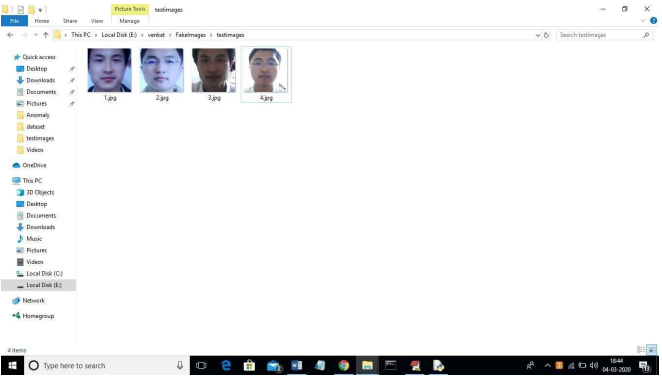 Picture Tools testimages
File Home Share View Manage
This PC > Local Disk (E:) > venkat > FakeImages > testimages
Search testimages
Quick access
Desktop
Downloads
Documents
Pictures
Anomaly
dataset
testimages
Videos
OneDrive
This PC
3D Objects
Desktop
Documents
Downloads
Music
Pictures
Videos
Local Disk (C:)
Local Disk (E:)
Network
Homegroup
1.jpg 2.jpg 3.jpg 4.jpg
4 items
Type here to search
18:44
04-03-2020